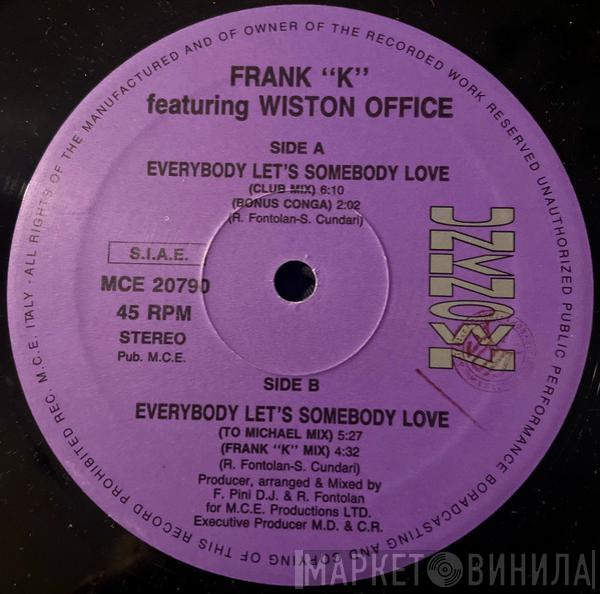 - ALL RIGHTS OF THE MANUFACTURED AND OF OWNER OF THE RECORDED WORK RESERVED UNAUTHORIZED PUBLIC PERFORMANCE BORADCASTING AND COPYING OF THIS RECORD PROHIBITED REC. M.C.E. ITALY
FRANK “K”
featuring WISTON OFFICE
SIDE A
EVERYBODY LET'S SOMEBODY LOVE
(CLUB MIX) 6:10
(BONUS CONGA) 2:02
(R. Fontolan-S. Cundari)
S.I.A.E.
MCE 20790
45 RPM
STEREO
Pub. M.C.E.
SIDE B
EVERYBODY LET'S SOMEBODY LOVE
(TO MICHAEL MIX) 5:27
(FRANK “K” MIX) 4:32
(R. Fontolan-S. Cundari)
Producer, arranged & Mixed by
F. Pini D.J. & R. Fontolan
for M.C.E. Productions LTD.
Executive Producer M.D. & C.R.
МАРКЕТ ВИНИЛА